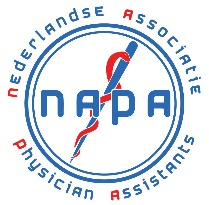 Nederlandse Associatie
napa
Physician Assistants